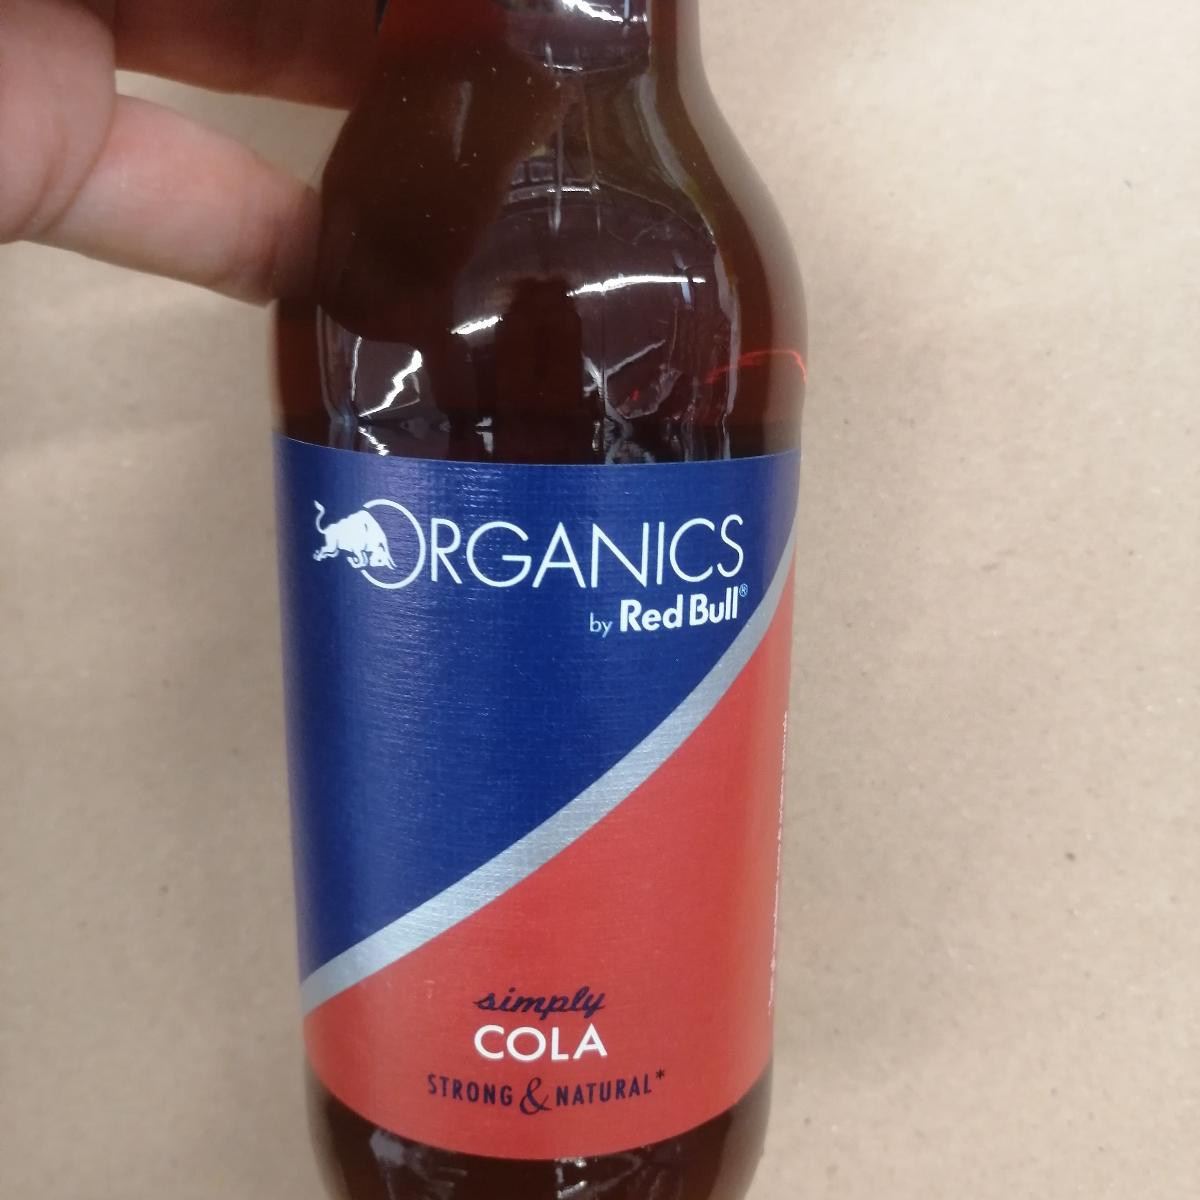 ORGANICS
by Red Bull®
simply
COLA
STRONG & NATURAL*